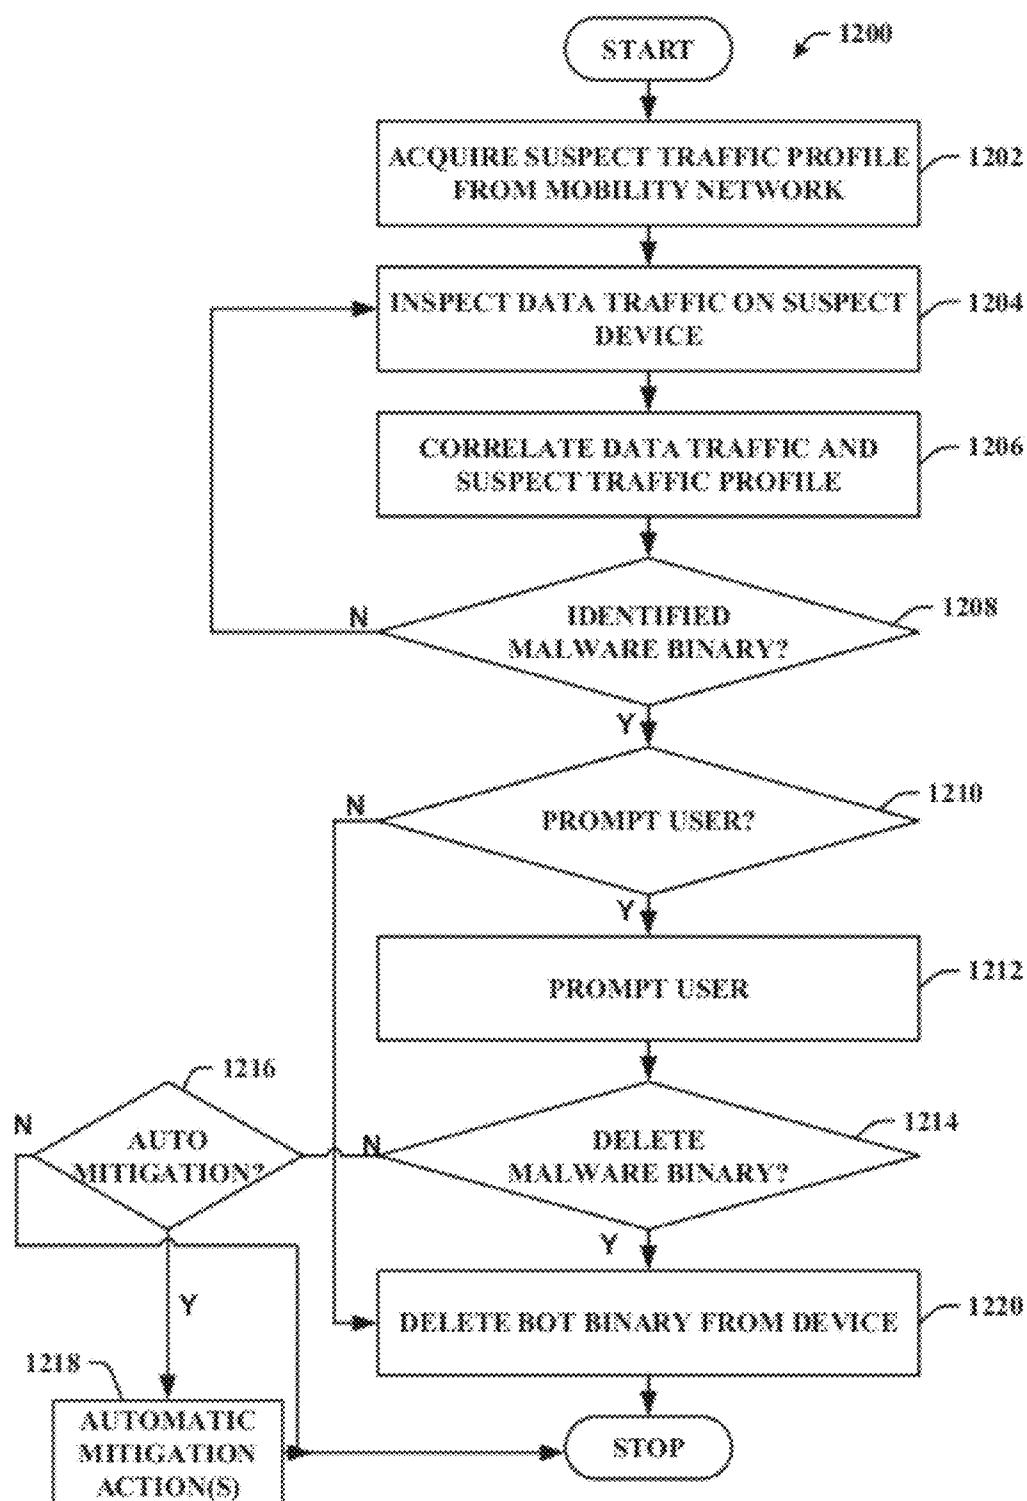 START
1200
ACQUIRE SUSPECT TRAFFIC PROFILE
FROM MOBILITY NETWORK
1202
INSPECT DATA TRAFFIC ON SUSPECT
DEVICE
1204
CORRELATE DATA TRAFFIC AND
SUSPECT TRAFFIC PROFILE
1206
IDENTIFIED
MALWARE BINARY?
1208
N
Y
PROMPT USER?
1210
N
Y
PROMPT USER
1212
DELETE
MALWARE BINARY?
1214
N
Y
AUTO
MITIGATION?
1216
N
Y
DELETE BOT BINARY FROM DEVICE
1220
1218
AUTOMATIC
MITIGATION
ACTION(S)
STOP